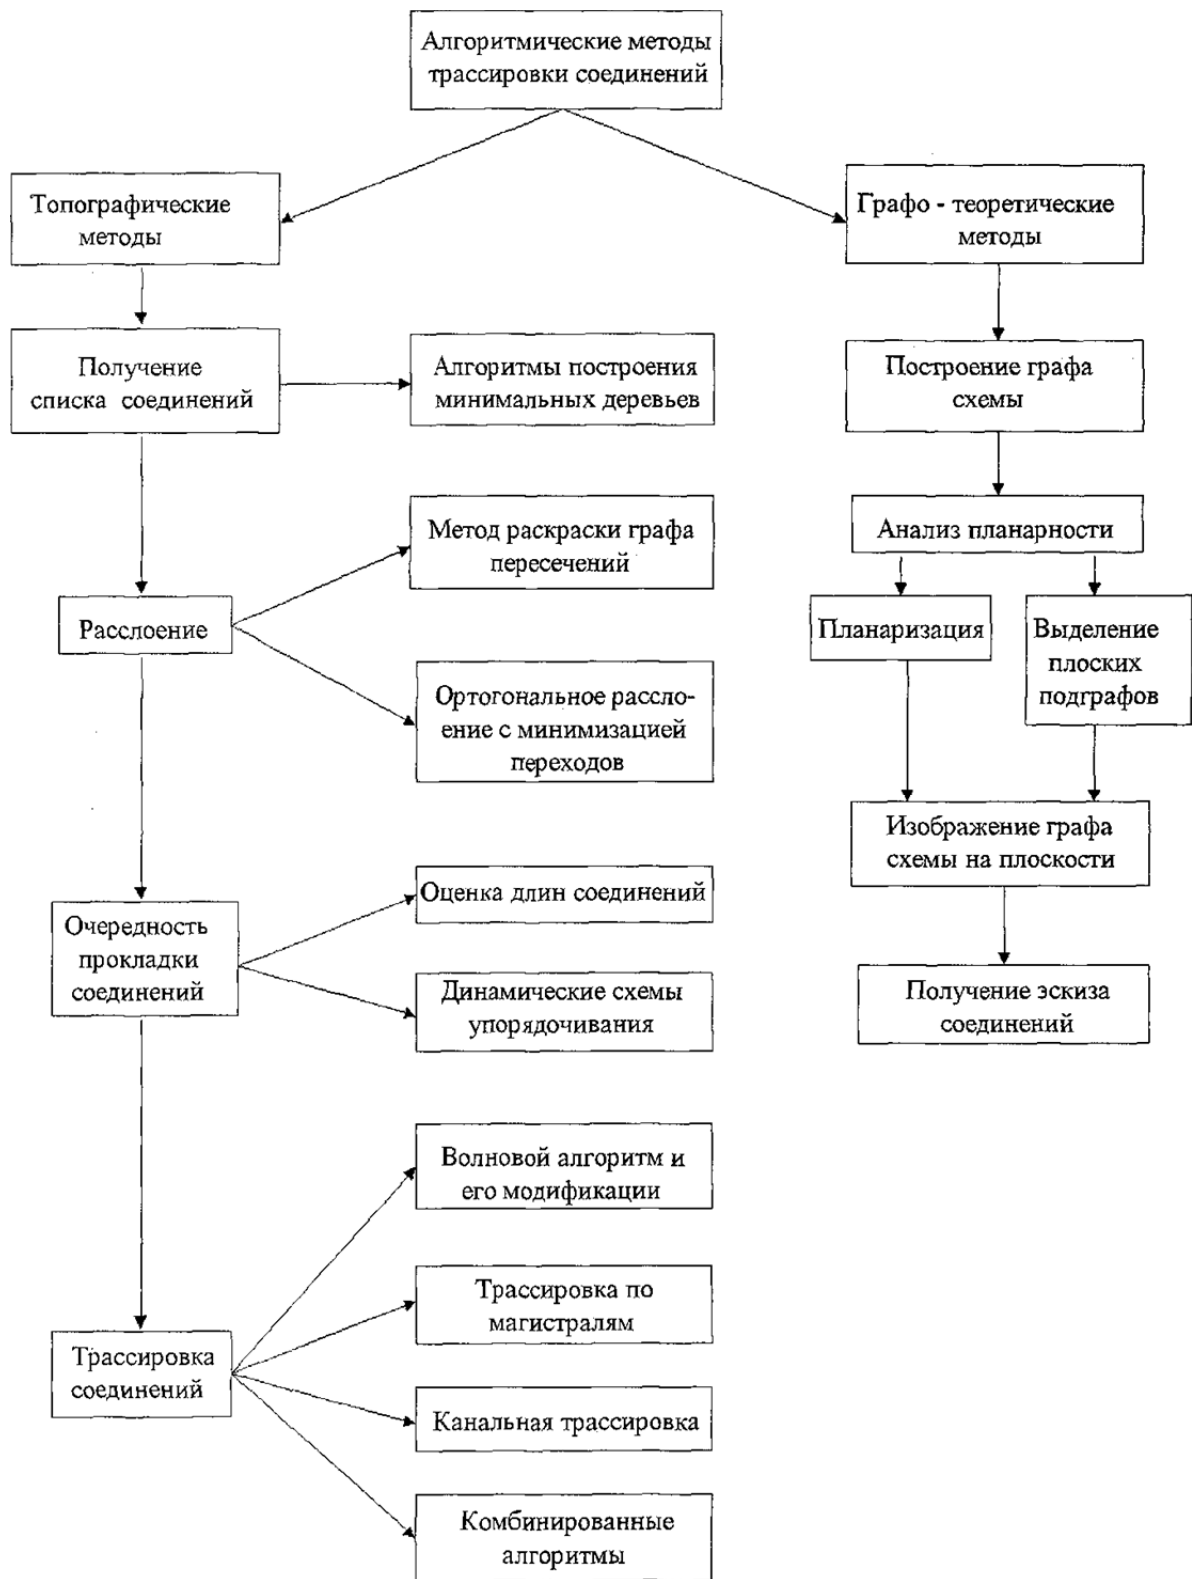 Алгоритмические методы
трассировки соединений
Топографические
методы
Графо - теоретические
методы
Получение
списка соединений
Алгоритмы построения
минимальных деревьев
Построение графа
схемы
Метод раскраски графа
пересечений
Анализ планарности
Расслоение
Планаризация
Выделение
плоских
подграфов
Ортогональное рассло-
ение с минимизацией
переходов
Изображение графа
схемы на плоскости
Оценка длин соединений
Очередность
прокладки
соединений
Динамические схемы
упорядочивания
Получение эскиза
соединений
Волновой алгоритм и
его модификации
Трассировка по
магистралям
Трассировка
соединений
Канальная трассировка
Комбинированные
алгоритмы